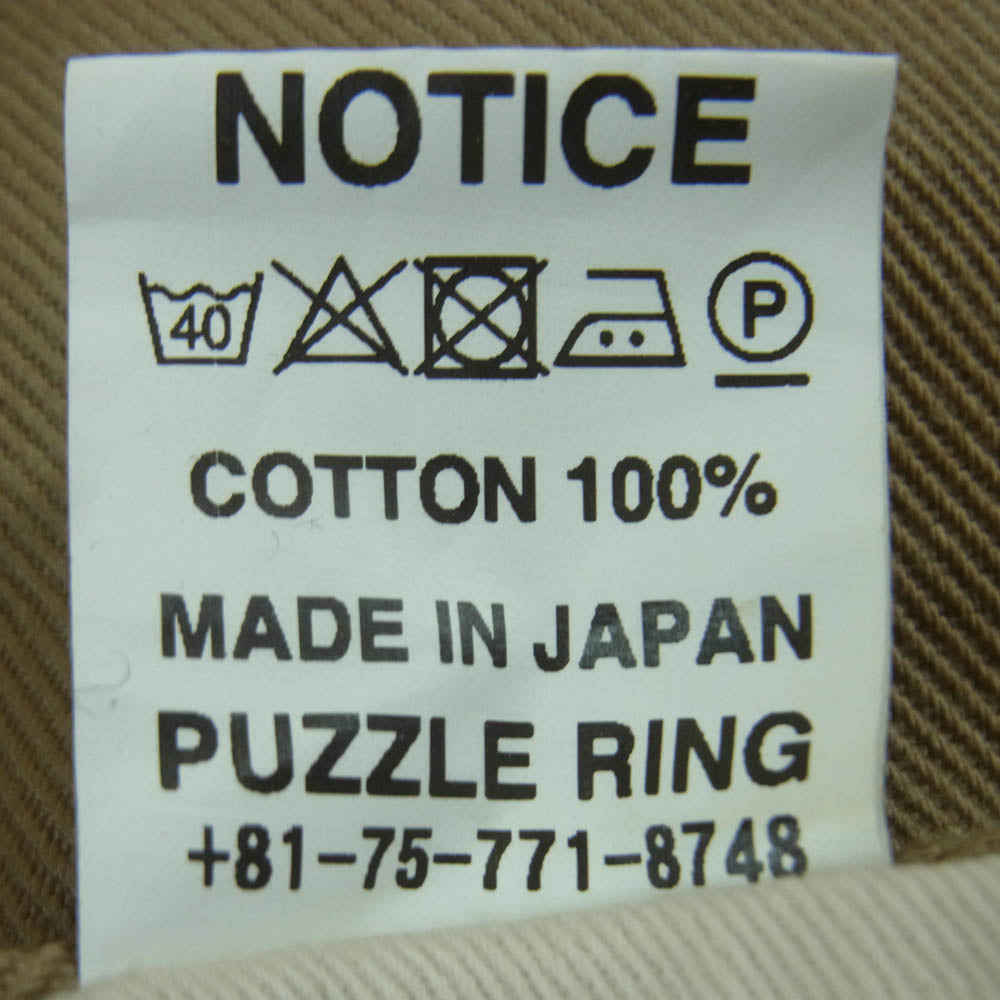 NOTICE
40 P
COTTON 100%
MADE IN JAPAN
PUZZLE RING
+81-75-771-8748